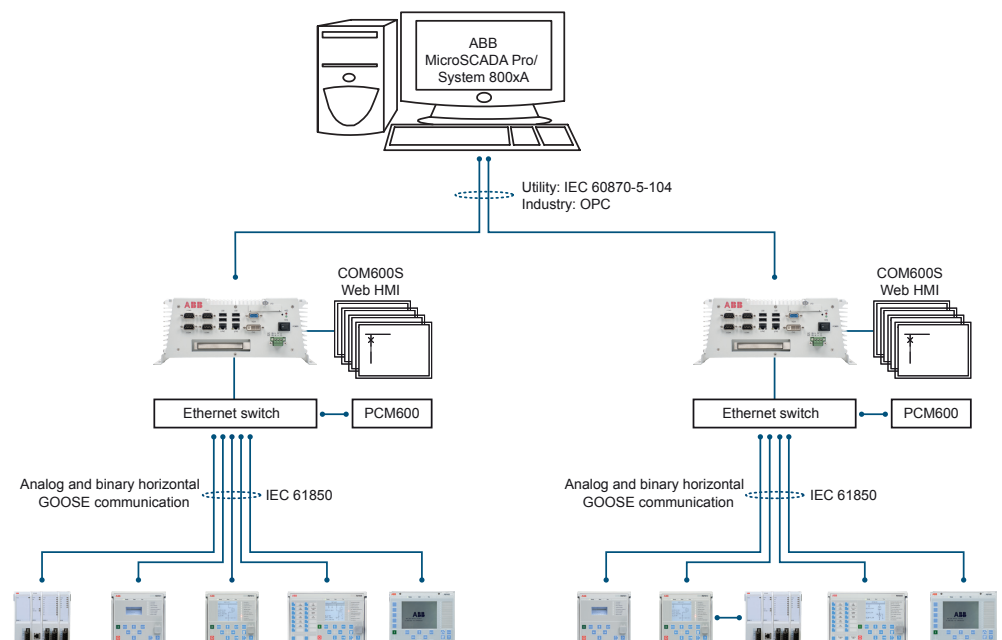 ABB
MicroSCADA Pro/
System 800xA
Utility: IEC 60870-5-104
Industry: OPC
COM600S
Web HMI
ABB
COM600S
Web HMI
ABB
Ethernet switch
PCM600
Ethernet switch
PCM600
Analog and binary horizontal
GOOSE communication
IEC 61850
Analog and binary horizontal
GOOSE communication
IEC 61850
ABB
ABB